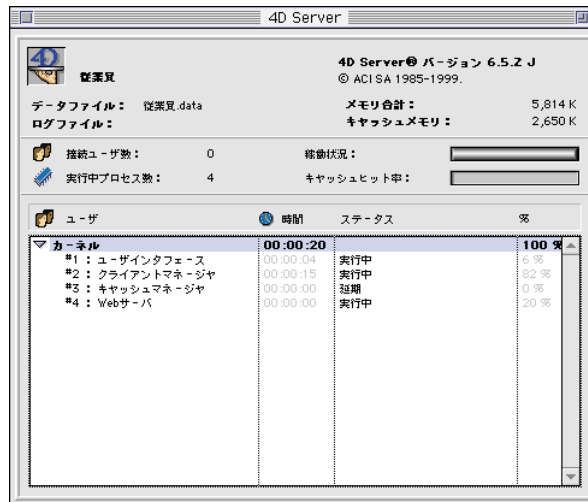 4D Server
4D
従業員
4D Server® バージョン 6.5.2 J
© ACI SA 1985-1999.
データファイル： 従業員.data
メモリ合計： 5,814 K
ログファイル：
キャッシュメモリ： 2,650 K
接続ユーザ数： 0
稼働状況：
実行中プロセス数： 4
キャッシュヒット率：
ユーザ 時間 ステータス %
カーネル 00:00:20 100 %
#1 : ユーザインタフェース 00:00:04 実行中 6 %
#2 : クライアントマネージャ 00:00:15 実行中 82 %
#3 : キャッシュマネージャ 00:00:00 延期 0 %
#4 : Webサーバ 00:00:00 実行中 20 %